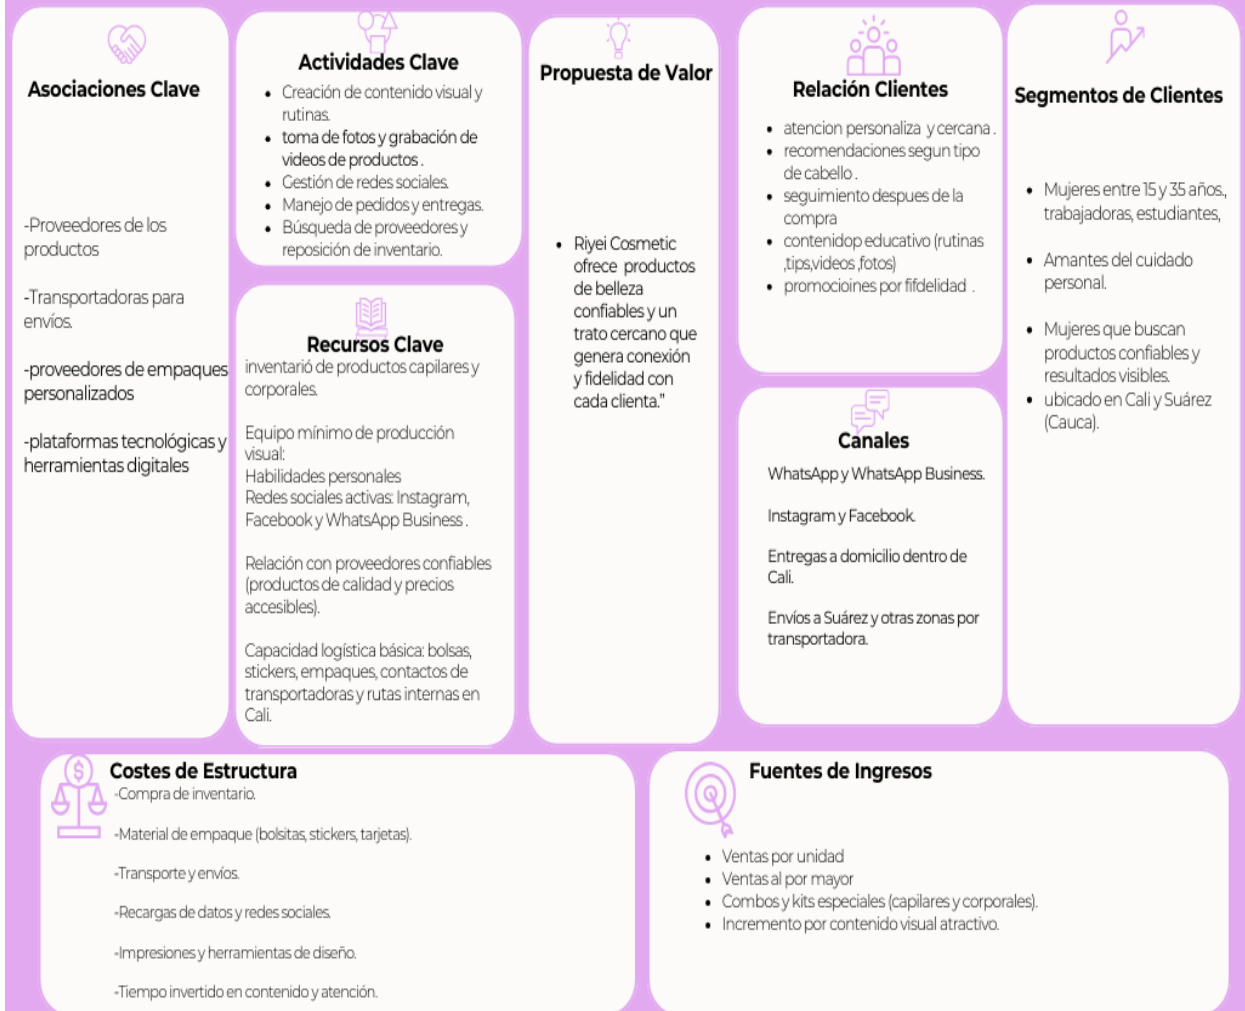 Asociaciones Clave
-Proveedores de los
productos
-Transportadoras para
envíos.
-proveedores de empaques
personalizados
-plataformas tecnológicas y
herramientas digitales
Actividades Clave
• Creación de contenido visual y
rutinas.
• toma de fotos y grabación de
videos de productos .
• Gestión de redes sociales.
• Manejo de pedidos y entregas.
• Búsqueda de proveedores y
reposición de inventario.
Recursos Clave
inventarió de productos capilares y
corporales.
Equipo mínimo de producción
visual:
Habilidades personales
Redes sociales activas: Instagram,
Facebook y WhatsApp Business .
Relación con proveedores confiables
(productos de calidad y precios
accesibles).
Capacidad logística básica: bolsas,
stickers, empaques, contactos de
transportadoras y rutas internas en
Cali.
Propuesta de Valor
• Riyei Cosmetic
ofrece productos
de belleza
confiables y un
trato cercano que
genera conexión
y fidelidad con
cada clienta.”
Relación Clientes
• atencion personaliza y cercana .
• recomendaciones segun tipo
de cabello .
• seguimiento despues de la
compra
• contenidop educativo (rutinas
,tips,videos ,fotos)
• promocioines por fifdelidad .
Canales
WhatsApp y WhatsApp Business.
Instagram y Facebook.
Entregas a domicilio dentro de
Cali.
Envíos a Suárez y otras zonas por
transportadora.
Segmentos de Clientes
• Mujeres entre 15 y 35 años.,
trabajadoras, estudiantes,
• Amantes del cuidado
personal.
• Mujeres que buscan
productos confiables y
resultados visibles.
• ubicado en Cali y Suárez
(Cauca).
$
Costes de Estructura
-Compra de inventario.
-Material de empaque (bolsitas, stickers, tarjetas).
-Transporte y envíos.
-Recargas de datos y redes sociales.
-Impresiones y herramientas de diseño.
-Tiempo invertido en contenido y atención.
Fuentes de Ingresos
• Ventas por unidad
• Ventas al por mayor
• Combos y kits especiales (capilares y corporales).
• Incremento por contenido visual atractivo.